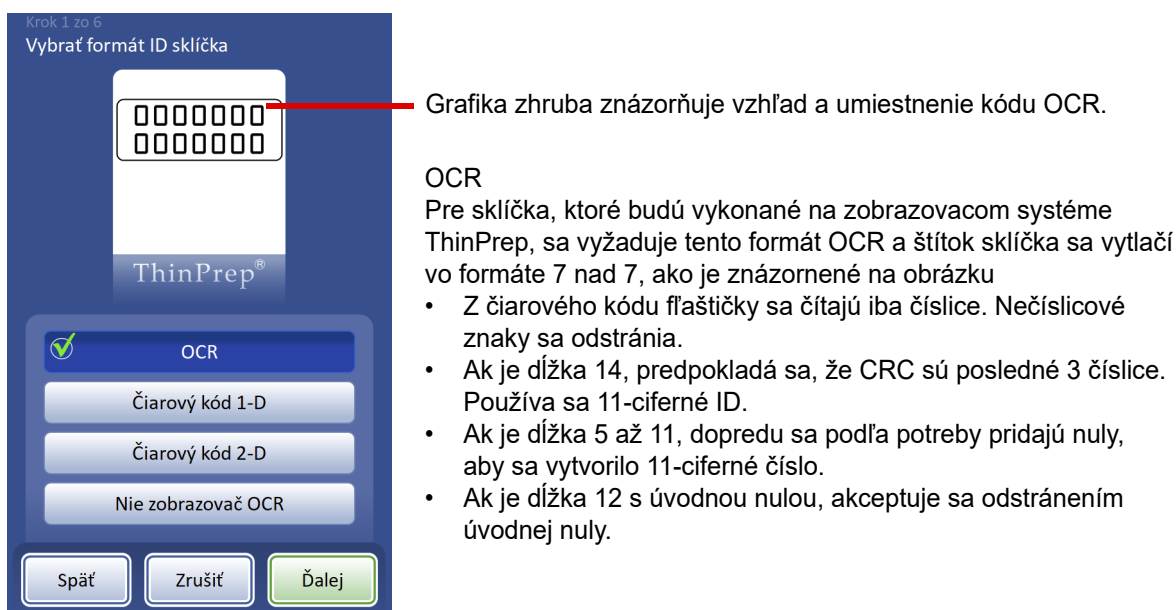 Krok 1 zo 6
Vybrať formát ID sklíčka
0000000
0000000
ThinPrep®
OCR
Čiarový kód 1-D
Čiarový kód 2-D
Nie zobrazovač OCR
Späť
Zrušiť
Ďalej
Grafika zhruba znázorňuje vzhľad a umiestnenie kódu OCR.
OCR
Pre sklíčka, ktoré budú vykonané na zobrazovacom systéme
ThinPrep, sa vyžaduje tento formát OCR a štítok sklíčka sa vytlačí
vo formáte 7 nad 7, ako je znázornené na obrázku
• Z čiarového kódu fľaštičky sa čítajú iba číslice. Nečíslicové
znaky sa odstránia.
• Ak je dĺžka 14, predpokladá sa, že CRC sú posledné 3 číslice.
Používa sa 11-ciferné ID.
• Ak je dĺžka 5 až 11, dopredu sa podľa potreby pridajú nuly,
aby sa vytvorilo 11-ciferné číslo.
• Ak je dĺžka 12 s úvodnou nulou, akceptuje sa odstránením
úvodnej nuly.